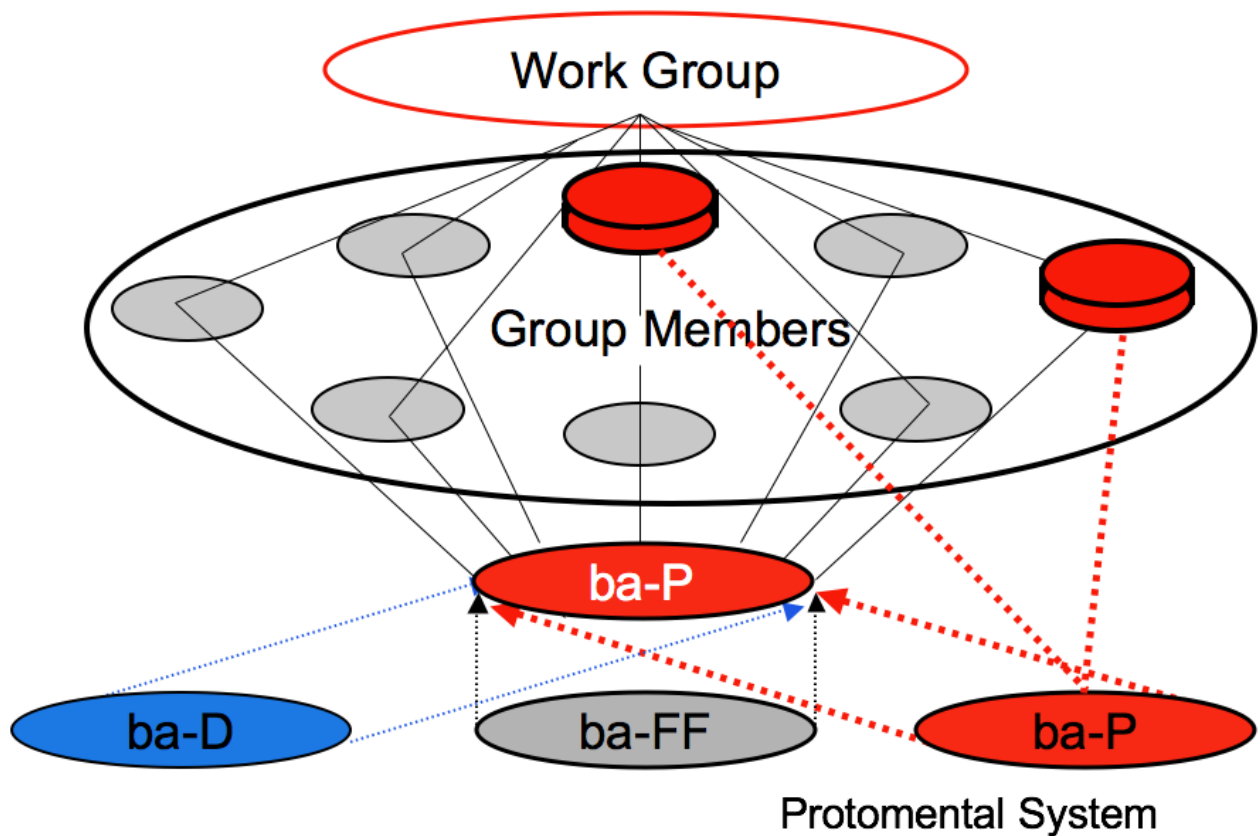 Work Group
Group Members
ba-P
ba-D
ba-FF
ba-P
Protomental System